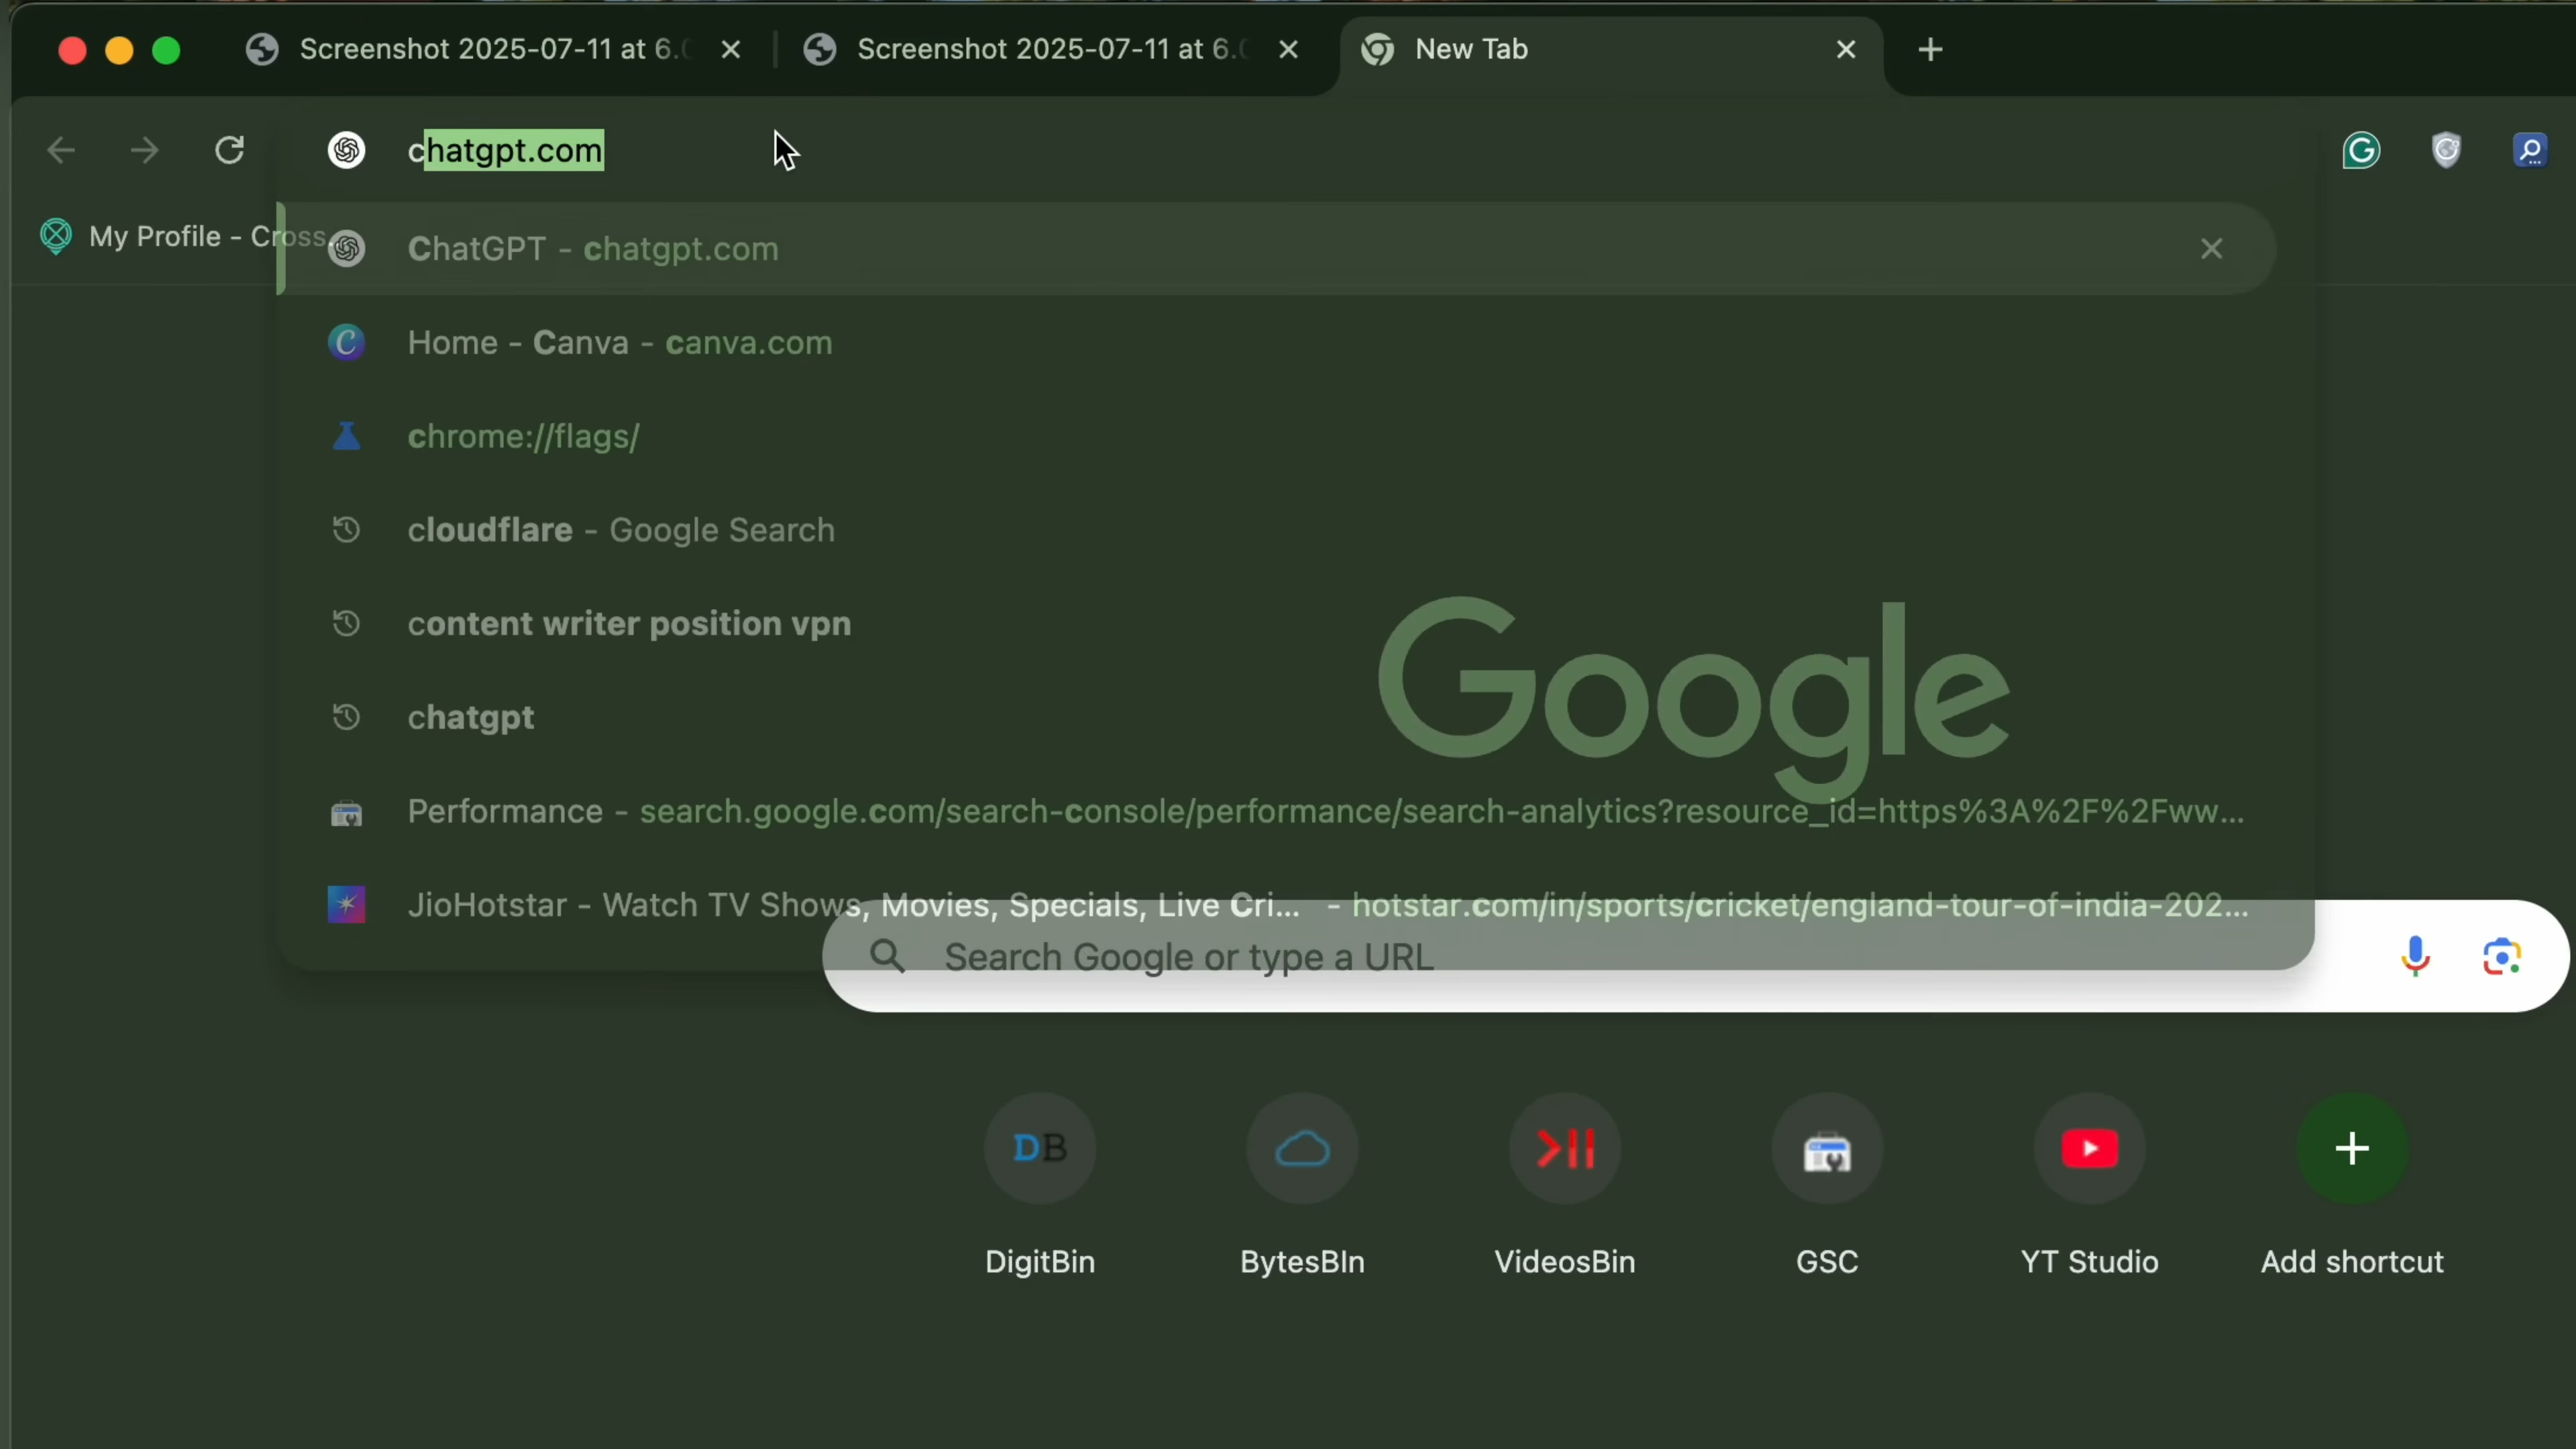 Screenshot 2025-07-11 at 6.0
Screenshot 2025-07-11 at 6.0
New Tab
chatgpt.com
My Profile - Cross...
ChatGPT - chatgpt.com
Home - Canva - canva.com
chrome://flags/
cloudflare - Google Search
content writer position vpn
Google
chatgpt
Performance - search.google.com/search-console/performance/search-analytics?resource_id=https%3A%2F%2Fww...
JioHotstar - Watch TV Shows, Movies, Specials, Live Cri... - hotstar.com/in/sports/cricket/england-tour-of-india-202...
Search Google or type a URL
DB
DigitBin
BytesBIn
VideosBin
GSC
YT Studio
Add shortcut